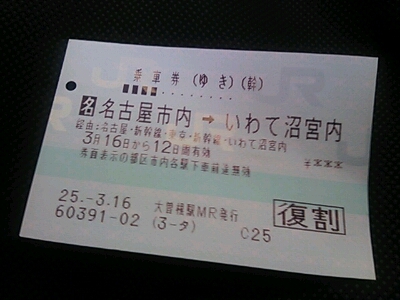 乗車券(ゆき)(幹)
名 名古屋市内 → いわて沼宮内
経由:名古屋・新幹線・東京・新幹線・いわて沼宮内
3月16日から12日間有効
¥***
券面表示の都区市内各駅下車前途無効
25.-3.16 大曽根駅MR発行 復割
60391-02 (3-タ) C25